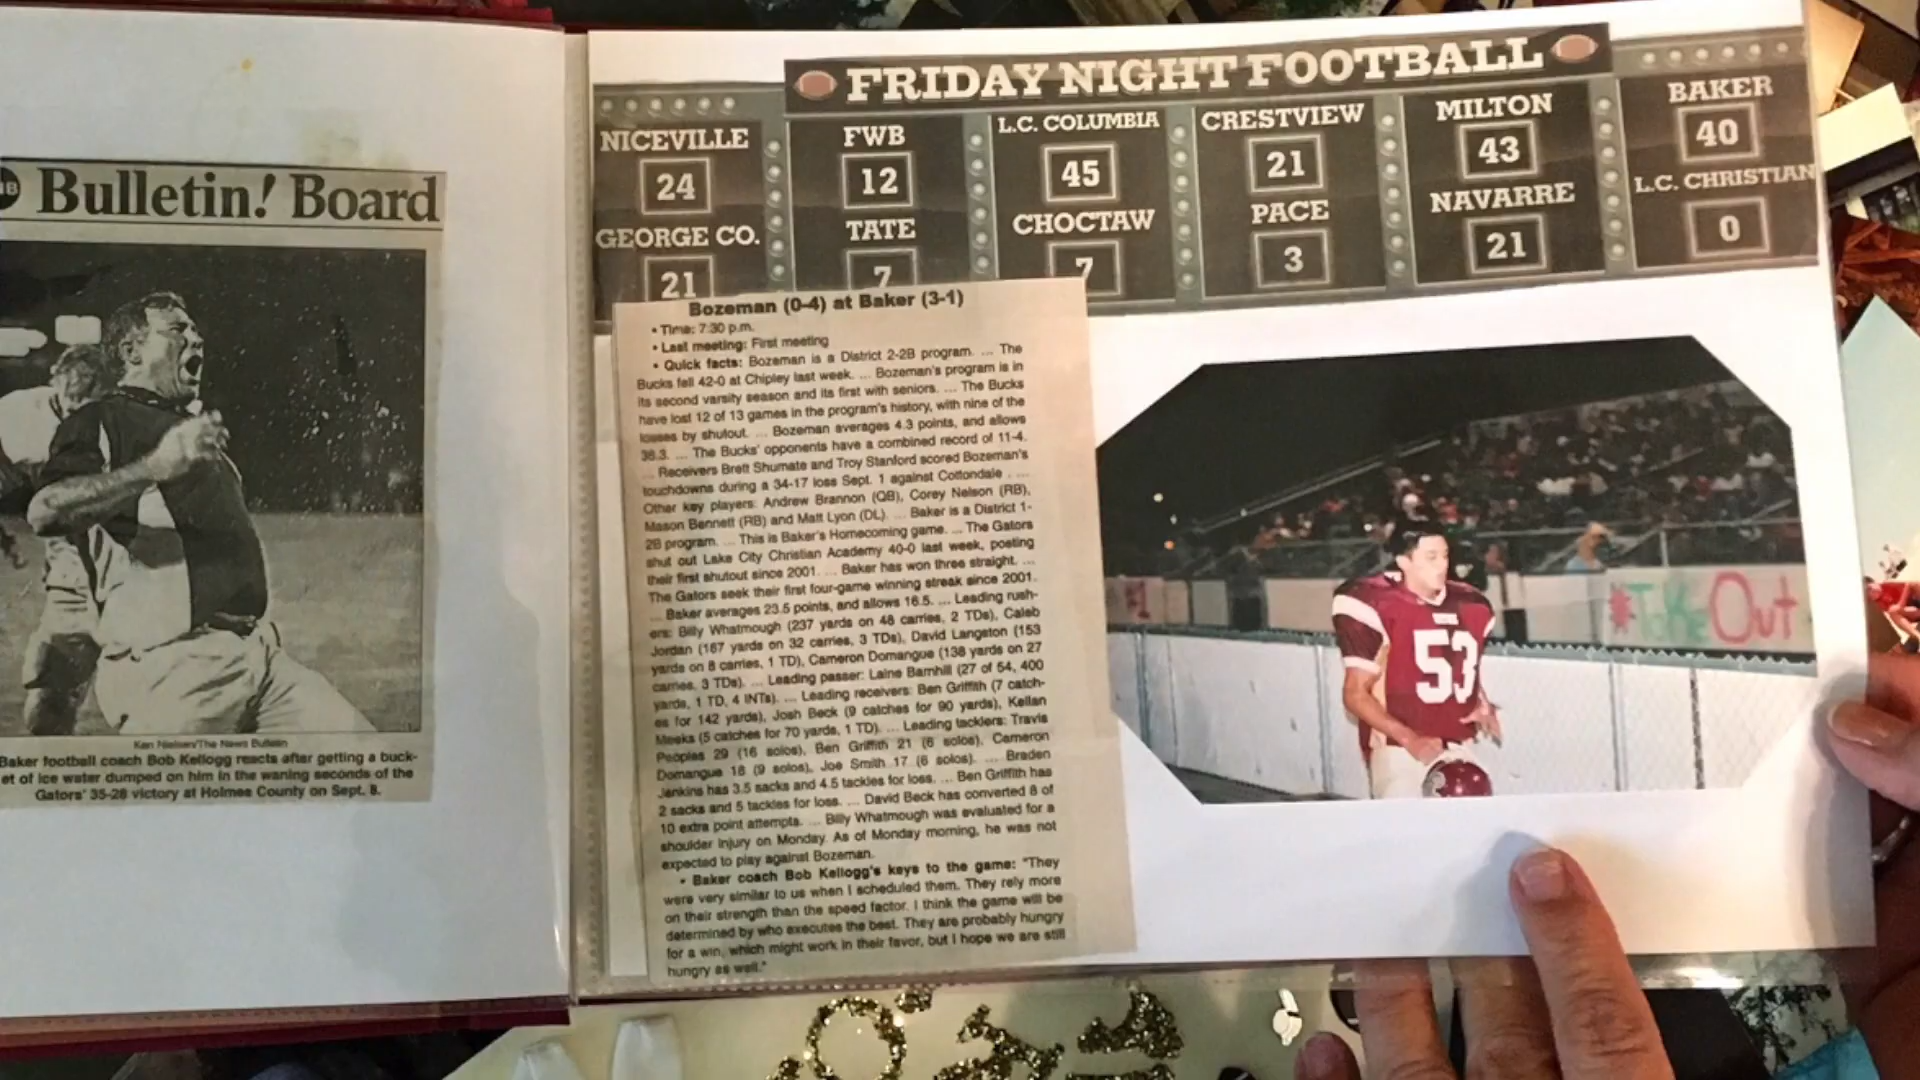 Bulletin! Board
Ken Nielsen/The News Bulletin
Baker football coach Bob Kellogg reacts after getting a buck-
et of ice water dumped on him in the waning seconds of the
Gators' 35-28 victory at Holmes County on Sept. 8.
FRIDAY NIGHT FOOTBALL
NICEVILLE
24
GEORGE CO.
21
FWB
12
TATE
7
L.C. COLUMBIA
45
CHOCTAW
7
CRESTVIEW
21
PACE
3
MILTON
43
NAVARRE
21
BAKER
40
L.C. CHRISTIAN
0
Bozeman (0-4) at Baker (3-1)
• Time: 7:30 p.m.
• Last meeting: First meeting
• Quick facts: Bozeman is a District 2-2B program. ... The
Bucks fell 42-0 at Chipley last week. ... Bozeman's program is in
its second varsity season and its first with seniors. ... The Bucks
have lost 12 of 13 games in the program's history, with nine of the
losses by shutout. ... Bozeman averages 4.3 points, and allows
36.3. ... The Bucks' opponents have a combined record of 11-4.
... Receivers Brett Shumate and Troy Stanford scored Bozeman's
touchdowns during a 34-17 loss Sept. 1 against Cottondale. ...
Other key players: Andrew Brannon (QB), Corey Nelson (RB),
Mason Bennett (RB) and Matt Lyon (DL). ... Baker is a District 1-
2B program. ... This is Baker's Homecoming game. ... The Gators
shut out Lake City Christian Academy 40-0 last week, posting
their first shutout since 2001. ... Baker has won three straight. ...
The Gators seek their first four-game winning streak since 2001.
... Baker averages 23.5 points, and allows 16.5. ... Leading rush-
ers: Billy Whatmough (237 yards on 48 carries, 2 TDs), Caleb
Jordan (167 yards on 32 carries, 3 TDs), David Langston (153
yards on 8 carries, 1 TD), Cameron Domangue (138 yards on 27
carries, 3 TDs). ... Leading passer: Laine Barnhill (27 of 54, 400
yards, 1 TD, 4 INTs). ... Leading receivers: Ben Griffith (7 catch-
es for 142 yards), Josh Beck (9 catches for 90 yards), Kellan
Meeks (5 catches for 70 yards, 1 TD). ... Leading tacklers: Travis
Peoples 29 (16 solos), Ben Griffith 21 (6 solos), Cameron
Domangue 18 (9 solos), Joe Smith 17 (6 solos). ... Braden
Jenkins has 3.5 sacks and 4.5 tackles for loss. ... Ben Griffith has
2 sacks and 5 tackles for loss. ... David Beck has converted 8 of
10 extra point attempts. ... Billy Whatmough was evaluated for a
shoulder injury on Monday. As of Monday morning, he was not
expected to play against Bozeman.
• Baker coach Bob Kellogg's keys to the game: "They
were very similar to us when I scheduled them. They rely more
on their strength than the speed factor. I think the game will be
determined by who executes the best. They are probably hungry
for a win, which might work in their favor, but I hope we are still
hungry as well."
#1
Take Out
53